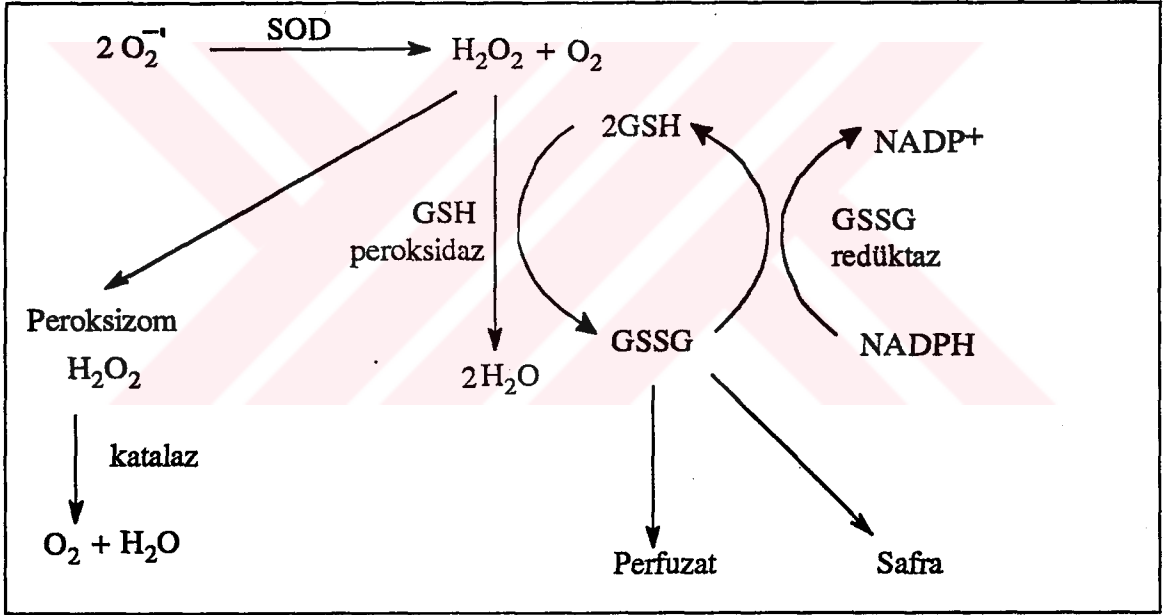 2 O₂⁻˙ SOD H₂O₂ + O₂
2GSH NADP+
GSH GSSG
peroksidaz redüktaz
Peroksizom
GSSG NADPH
H₂O₂ 2H₂O
katalaz
O₂ + H₂O
Perfuzat Safra